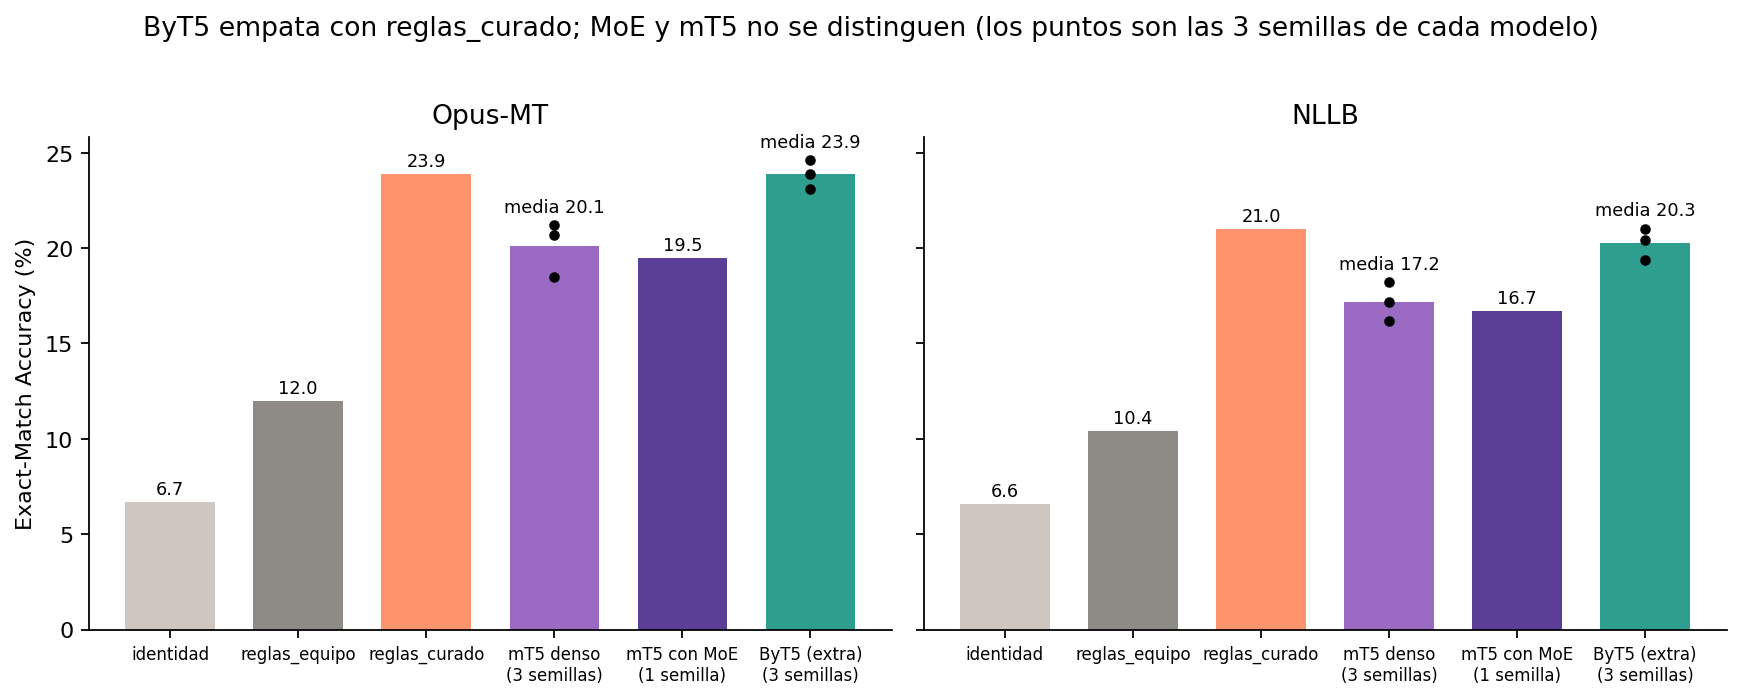 ByT5 empata con reglas_curado; MoE y mT5 no se distinguen (los puntos son las 3 semillas de cada modelo)
Opus-MT
Exact-Match Accuracy (%)
25
20
15
10
5
0
6.7
12.0
23.9
media 20.1
19.5
media 23.9
identidad
reglas_equipo
reglas_curado
mT5 denso
(3 semillas)
mT5 con MoE
(1 semilla)
ByT5 (extra)
(3 semillas)
NLLB
6.6
10.4
21.0
media 17.2
16.7
media 20.3
identidad
reglas_equipo
reglas_curado
mT5 denso
(3 semillas)
mT5 con MoE
(1 semilla)
ByT5 (extra)
(3 semillas)